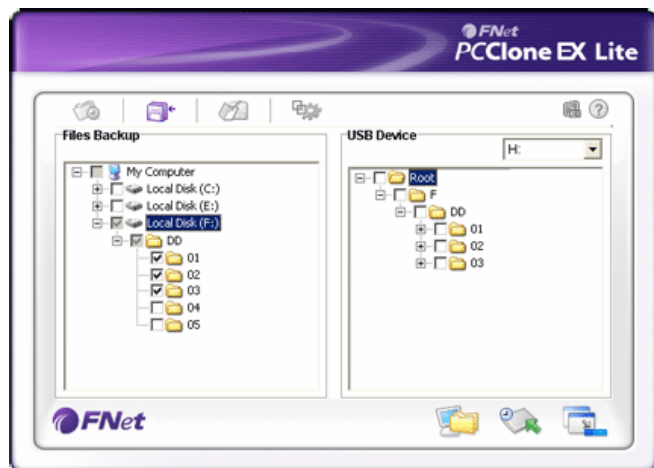 FNet
PCClone EX Lite
Files Backup
USB Device
H:
My Computer
Local Disk (C:)
Local Disk (E:)
Local Disk (F:)
DD
01
02
03
04
05
Root
F
DD
01
02
03
FNet